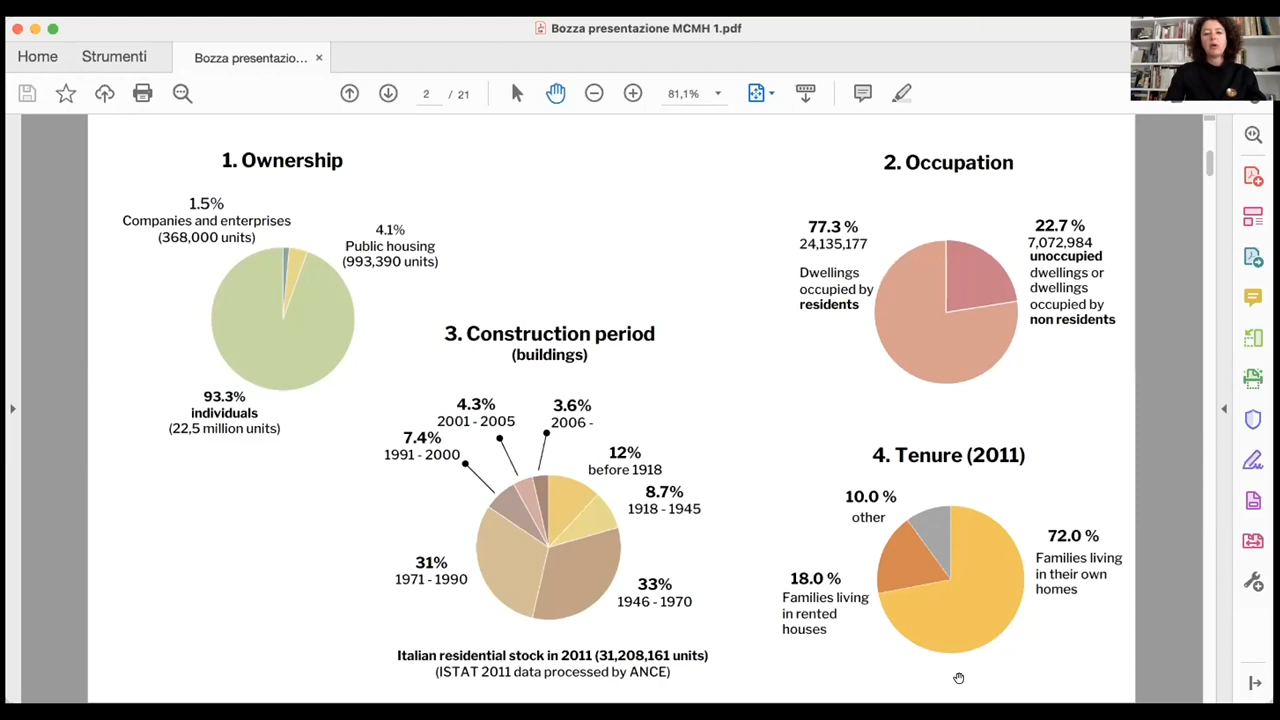 Bozza presentazione MCMH 1.pdf
Home
Strumenti
Bozza presentazio...
×
2
/ 21
81,1%
1. Ownership
1.5%
Companies and enterprises
(368,000 units)
4.1%
Public housing
(993,390 units)
93.3%
individuals
(22,5 million units)
2. Occupation
77.3 %
24,135,177
Dwellings
occupied by
residents
22.7 %
7,072,984
unoccupied
dwellings or
dwellings
occupied by
non residents
3. Construction period
(buildings)
4.3%
2001 - 2005
3.6%
2006 -
7.4%
1991 - 2000
12%
before 1918
8.7%
1918 - 1945
31%
1971 - 1990
33%
1946 - 1970
Italian residential stock in 2011 (31,208,161 units)
(ISTAT 2011 data processed by ANCE)
4. Tenure (2011)
10.0 %
other
72.0 %
Families living
in their own
homes
18.0 %
Families living
in rented
houses